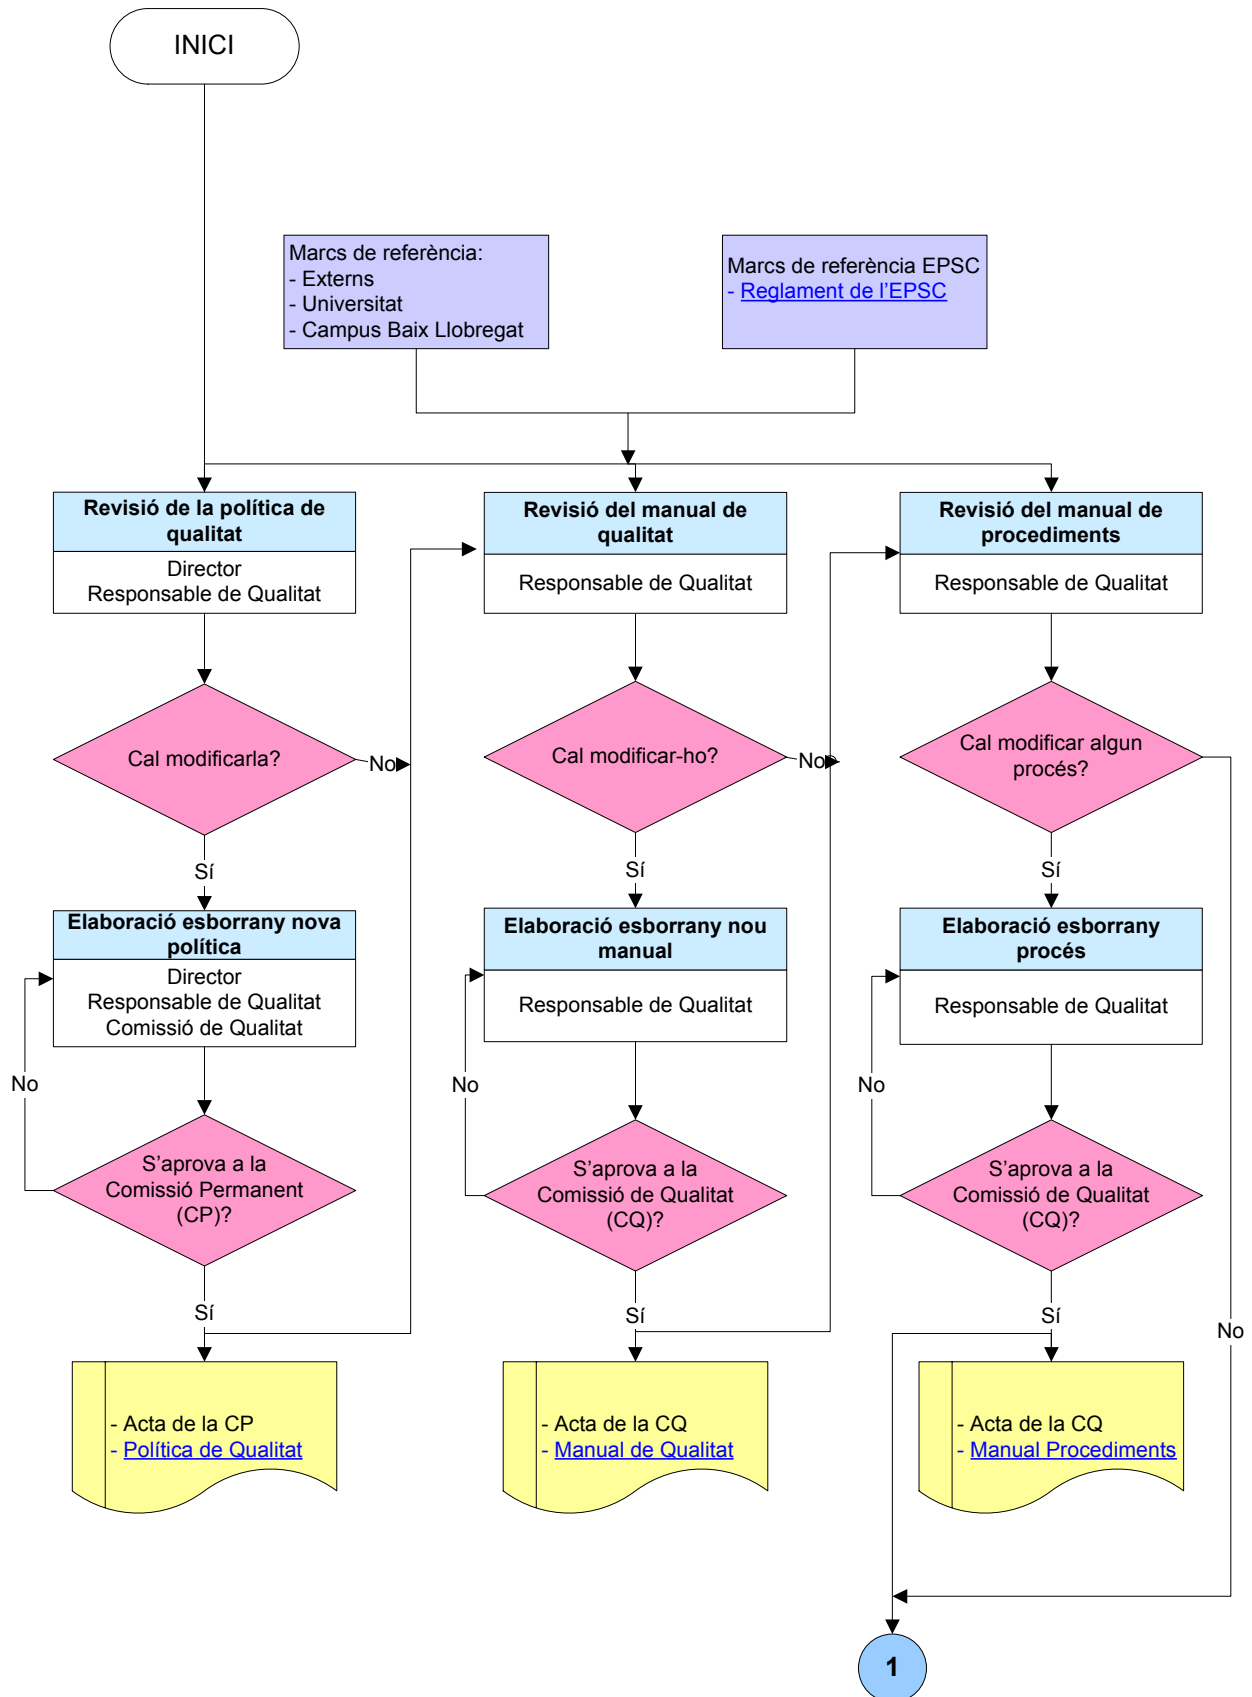 INICI
Marcs de referència:
- Externs
- Universitat
- Campus Baix Llobregat
Marcs de referència EPSC
- Reglament de l’EPSC
Revisió de la política de
qualitat
Director
Responsable de Qualitat
Revisió del manual de
qualitat
Responsable de Qualitat
Revisió del manual de
procediments
Responsable de Qualitat
Cal modificarla?
No
Cal modificar-ho?
No
Cal modificar algun
procés?
Sí
Sí
Sí
Elaboració esborrany nova
política
Director
Responsable de Qualitat
Comissió de Qualitat
Elaboració esborrany nou
manual
Responsable de Qualitat
Elaboració esborrany
procés
Responsable de Qualitat
No
No
No
S’aprova a la
Comissió Permanent
(CP)?
S’aprova a la
Comissió de Qualitat
(CQ)?
S’aprova a la
Comissió de Qualitat
(CQ)?
Sí
Sí
Sí
No
- Acta de la CP
- Política de Qualitat
- Acta de la CQ
- Manual de Qualitat
- Acta de la CQ
- Manual Procediments
1